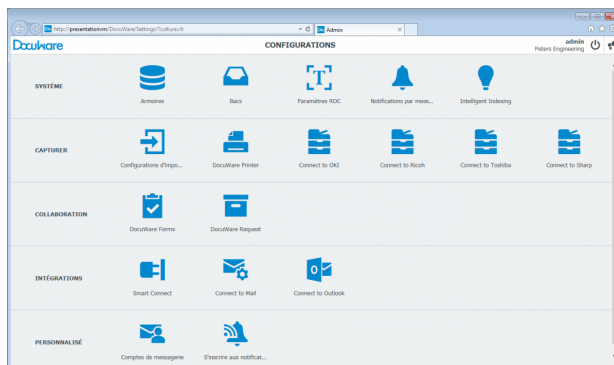 http://presentationvm/DocuWare/Settings/?culture=fr
Admin
DocuWare
CONFIGURATIONS
admin
Peters Engineering
SYSTÈME
Armoires
Bacs
Paramètres ROC
Notifications par mess...
Intelligent Indexing
CAPTURER
Configurations d'impo...
DocuWare Printer
Connect to OKI
Connect to Ricoh
Connect to Toshiba
Connect to Sharp
COLLABORATION
DocuWare Forms
DocuWare Request
INTÉGRATIONS
Smart Connect
Connect to Mail
Connect to Outlook
PERSONNALISÉ
Comptes de messagerie
S'inscrire aux notificat...